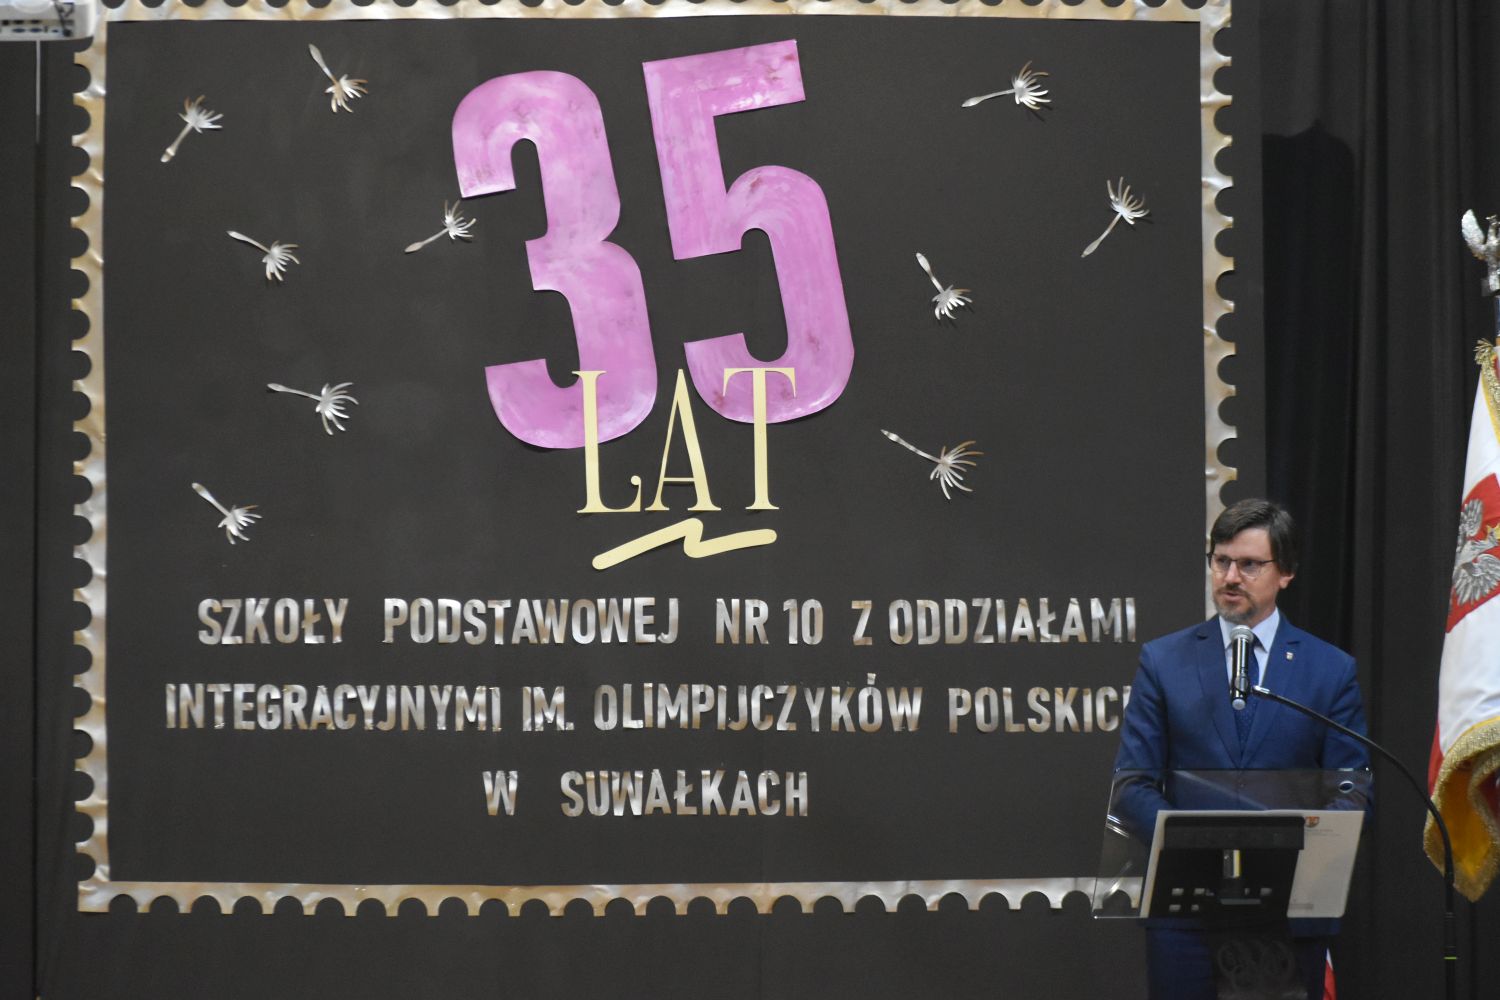 35
LAT
SZKOŁY PODSTAWOWEJ NR 10 Z ODDZIAŁAMI
INTEGRACYJNYMI IM. OLIMPIJCZYKÓW POLSKICH
W SUWAŁKACH